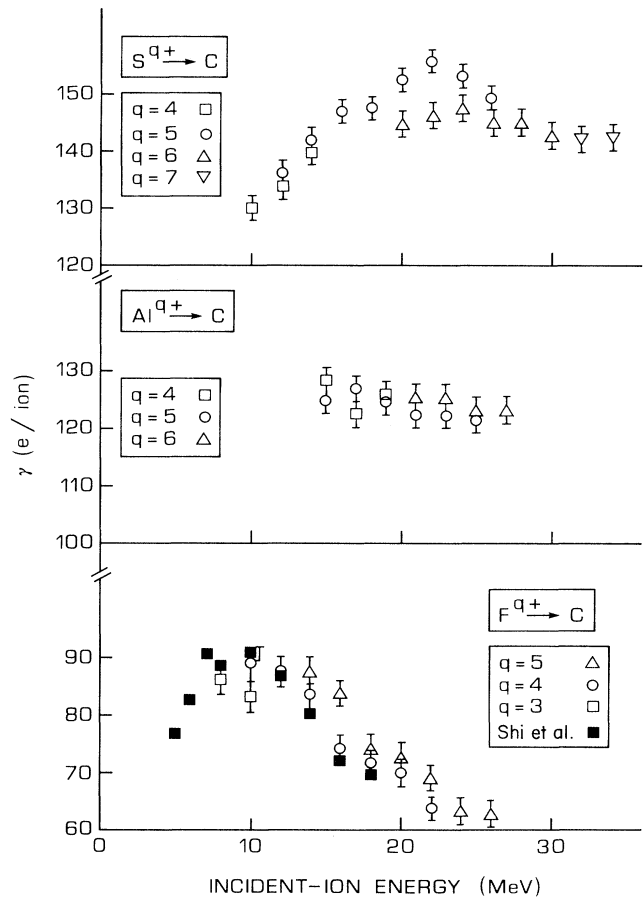 S^q+ → C
q = 4 □
q = 5 ○
q = 6 △
q = 7 ▽
150
140
130
120
Al^q+ → C
q = 4 □
q = 5 ○
q = 6 △
130
120
110
100
γ (e / ion)
F^q+ → C
q = 5 △
q = 4 ○
q = 3 □
Shi et al. ■
90
80
70
60
0 10 20 30
INCIDENT-ION ENERGY (MeV)